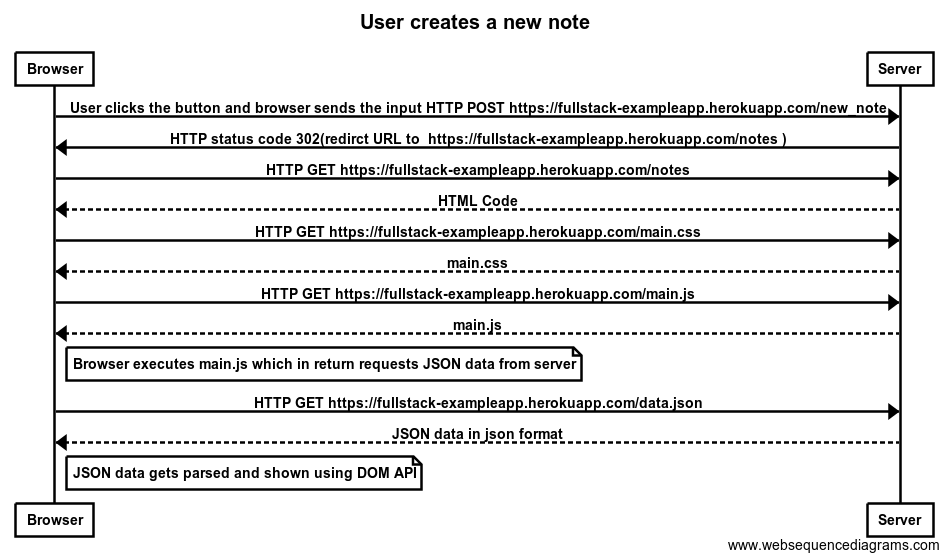 User creates a new note
Browser
Server
User clicks the button and browser sends the input HTTP POST https://fullstack-exampleapp.herokuapp.com/new_note
HTTP status code 302(redirct URL to  https://fullstack-exampleapp.herokuapp.com/notes )
HTTP GET https://fullstack-exampleapp.herokuapp.com/notes
HTML Code
HTTP GET https://fullstack-exampleapp.herokuapp.com/main.css
main.css
HTTP GET https://fullstack-exampleapp.herokuapp.com/main.js
main.js
Browser executes main.js which in return requests JSON data from server
HTTP GET https://fullstack-exampleapp.herokuapp.com/data.json
JSON data in json format
JSON data gets parsed and shown using DOM API
Browser
Server
www.websequencediagrams.com